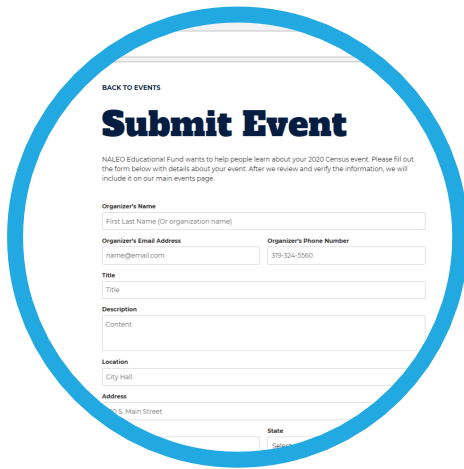 BACK TO EVENTS
Submit Event
NALEO Educational Fund wants to help people learn about your 2020 Census event. Please fill out
the form below with details about your event. After we review and verify the information, we will
include it on our main events page.
Organizer's Name
First Last Name (Or organization name)
Organizer's Email Address Organizer's Phone Number
name@email.com 319-324-5560
Title
Title
Description
Content
Location
City Hall
Address
S. Main Street
State